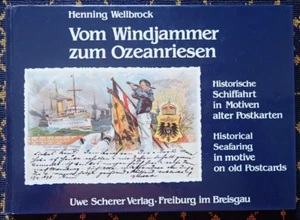 Henning Wellbrock
Vom Windjammer
zum Ozeanriesen
Historische
Schiffahrt
in Motiven
alter Postkarten
Historical
Seafaring
in motive
on old Postcards
Uwe Scherer Verlag · Freiburg im Breisgau